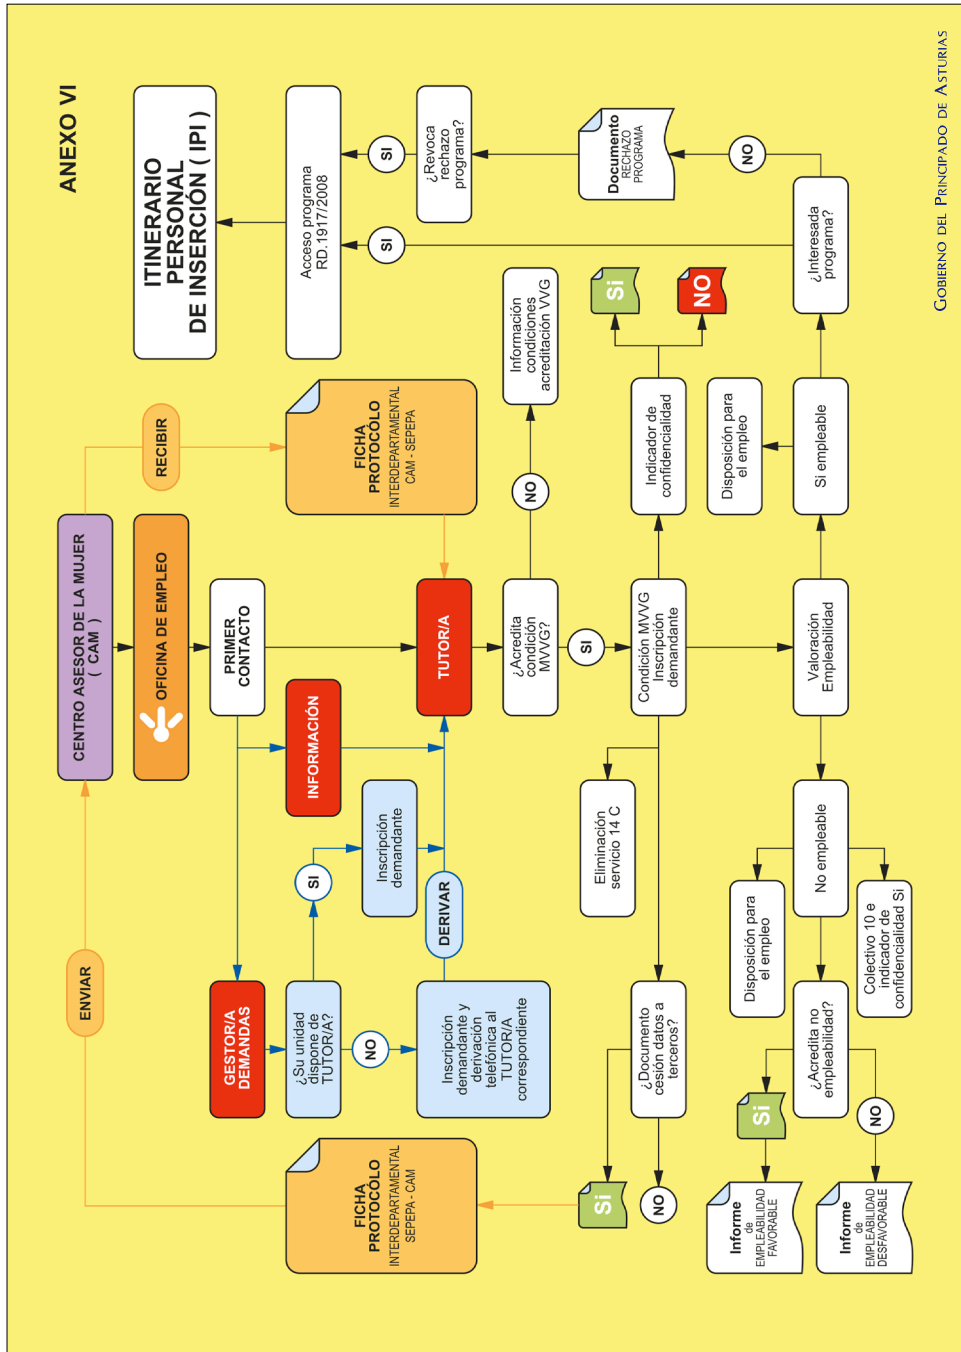 ANEXO VI
GOBIERNO DEL PRINCIPADO DE ASTURIAS
ENVIAR
CENTRO ASESOR DE LA MUJER
( CAM )
RECIBIR
OFICINA DE EMPLEO
ITINERARIO
PERSONAL
DE INSERCIÓN ( IPI )
GESTOR/A
DEMANDAS
PRIMER
CONTACTO
FICHA
PROTOCÓLO
INTERDEPARTAMENTAL
SEPEPA - CAM
¿Su unidad
dispone de
TUTOR/A?
SI
INFORMACIÓN
FICHA
PROTOCÓLO
INTERDEPARTAMENTAL
CAM - SEPEPA
Acceso programa
RD.1917/2008
NO
Inscripción
demandante
SI
SI
Inscripción
demandante y
derivación
telefónica al
TUTOR/A
correspondiente
DERIVAR
TUTOR/A
¿Revoca
rechazo
programa?
¿Acredita
condición
MVVG?
NO
Información
condiciones
acreditación VVG
SI
Si
Eliminación
servicio 14 C
Si
Documento
RECHAZO
PROGRAMA
NO
¿Documento
cesión datos a
terceros?
Condición MVVG
Inscripción
demandante
Indicador de
confidencialidad
NO
NO
Si
Disposición para
el empleo
Disposición para
el empleo
Informe
de
EMPLEABILIDAD
FAVORABLE
¿Acredita no
empleabilidad?
No empleable
Valoración
Empleabilidad
Si empleable
¿Interesada
programa?
NO
Colectivo 10 e
indicador de
confidencialidad Si
Informe
de
EMPLEABILIDAD
DESFAVORABLE